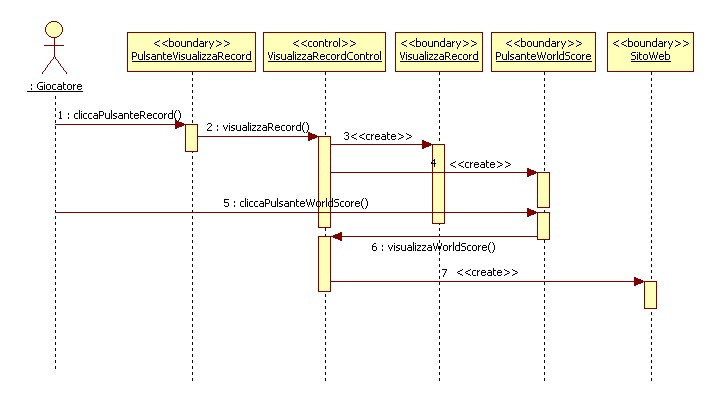 <<boundary>>
PulsanteVisualizzaRecord
<<control>>
VisualizzaRecordControl
<<boundary>>
VisualizzaRecord
<<boundary>>
PulsanteWorldScore
<<boundary>>
SitoWeb
: Giocatore
1 : cliccaPulsanteRecord()
2 : visualizzaRecord()
3<<create>>
4 <<create>>
5 : cliccaPulsanteWorldScore()
6 : visualizzaWorldScore()
7 <<create>>